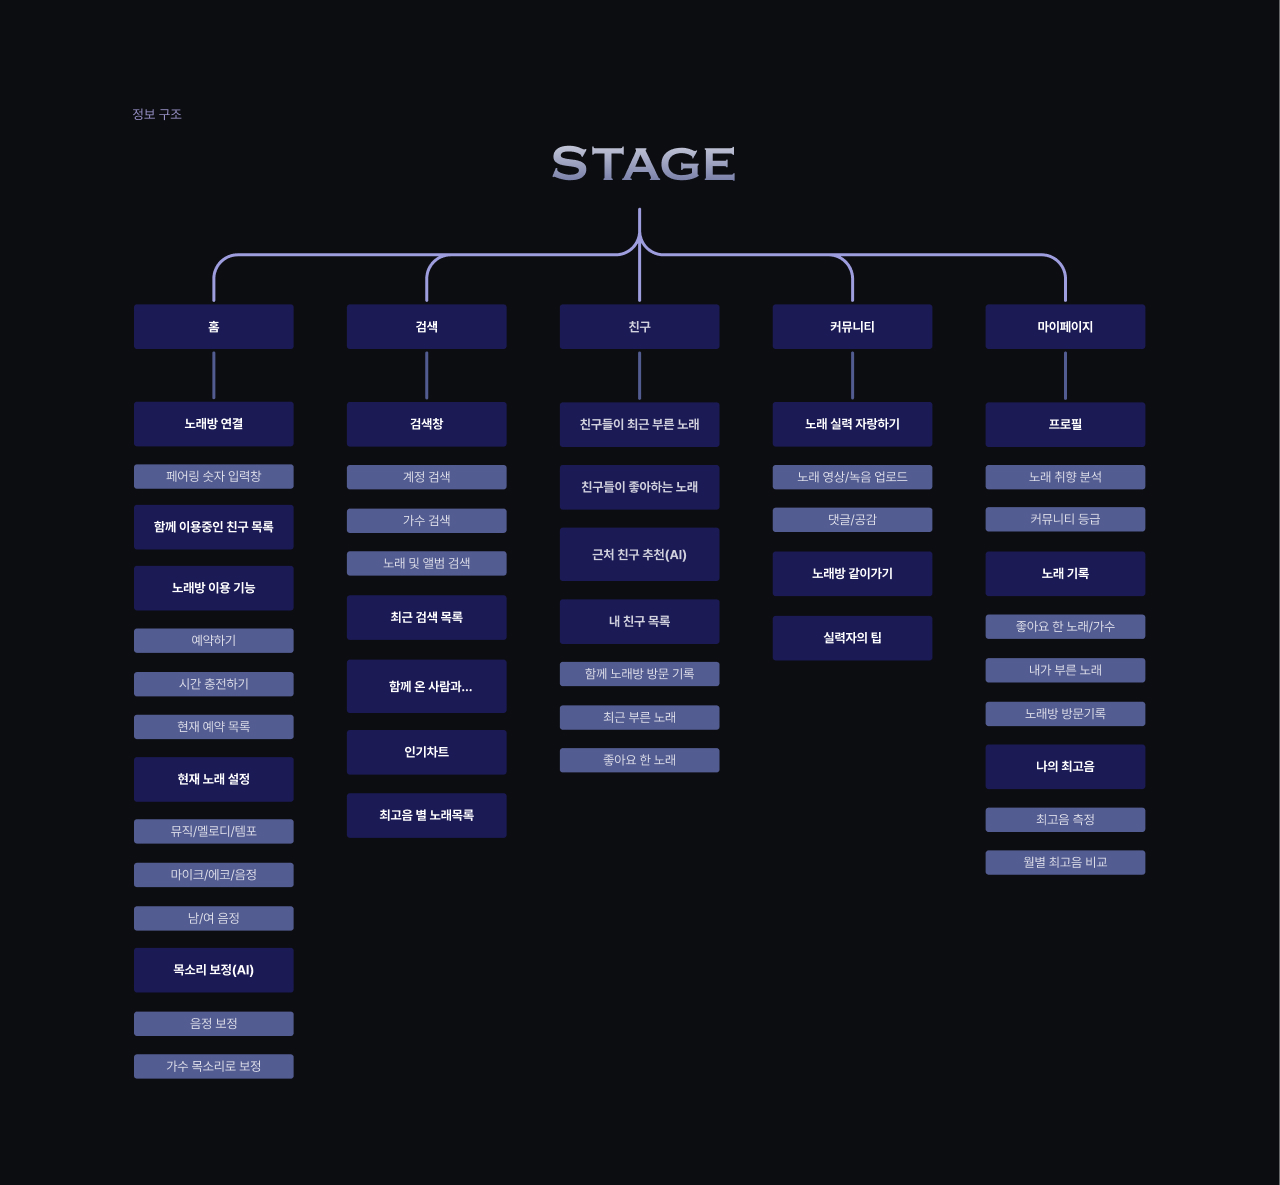 정보 구조
STAGE
홈
노래방 연결
페어링 숫자 입력창
함께 이용중인 친구 목록
노래방 이용 기능
예약하기
시간 충전하기
현재 예약 목록
현재 노래 설정
뮤직/멜로디/템포
마이크/에코/음정
남/여 음정
목소리 보정(AI)
음정 보정
가수 목소리로 보정
검색
검색창
계정 검색
가수 검색
노래 및 앨범 검색
최근 검색 목록
함께 온 사람과...
인기차트
최고음 별 노래목록
친구
친구들이 최근 부른 노래
친구들이 좋아하는 노래
근처 친구 추천(AI)
내 친구 목록
함께 노래방 방문 기록
최근 부른 노래
좋아요 한 노래
커뮤니티
노래 실력 자랑하기
노래 영상/녹음 업로드
댓글/공감
노래방 같이가기
실력자의 팁
마이페이지
프로필
노래 취향 분석
커뮤니티 등급
노래 기록
좋아요 한 노래/가수
내가 부른 노래
노래방 방문기록
나의 최고음
최고음 측정
월별 최고음 비교